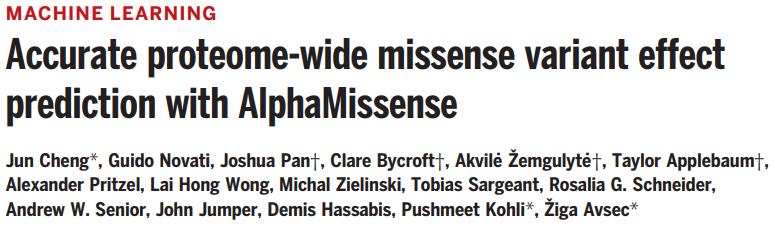 MACHINE LEARNING
Accurate proteome-wide missense variant effect
prediction with AlphaMissense
Jun Cheng*, Guido Novati, Joshua Pan†, Clare Bycroft†, Akvilė Žemgulytė†, Taylor Applebaum†,
Alexander Pritzel, Lai Hong Wong, Michal Zielinski, Tobias Sargeant, Rosalia G. Schneider,
Andrew W. Senior, John Jumper, Demis Hassabis, Pushmeet Kohli*, Žiga Avsec*